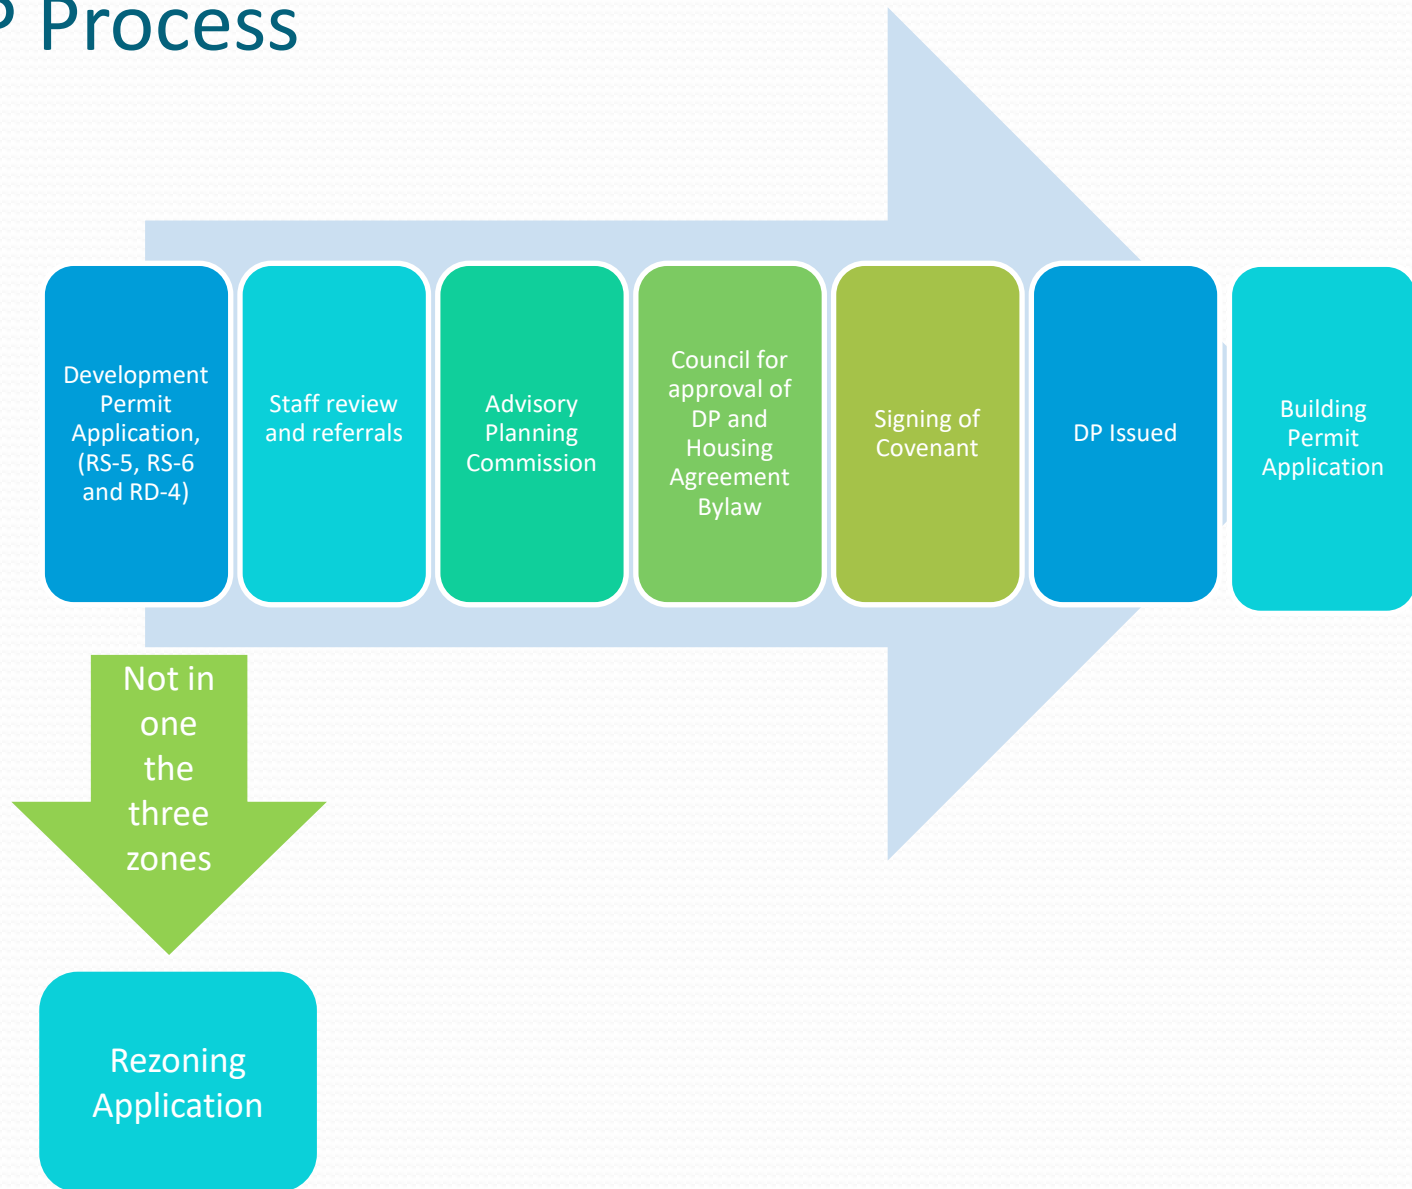 P Process
Development
Permit
Application,
(RS-5, RS-6
and RD-4)
Staff review
and referrals
Advisory
Planning
Commission
Council for
approval of
DP and
Housing
Agreement
Bylaw
Signing of
Covenant
DP Issued
Building
Permit
Application
Not in
one
the
three
zones
Rezoning
Application